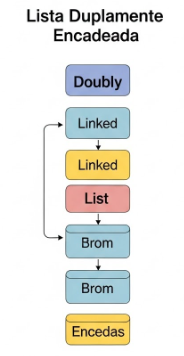 Lista Duplamente
Encadeada
Doubly
Linked
Linked
List
Brom
Brom
Encedas